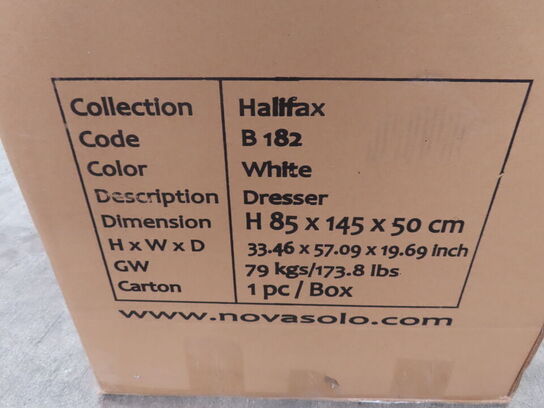 Collection Halifax
Code B 182
Color White
Description Dresser
Dimension H 85 x 145 x 50 cm
H x W x D 33.46 x 57.09 x 19.69 Inch
GW 79 kgs/173.8 lbs
Carton 1 pc / Box
www.novasolo.com